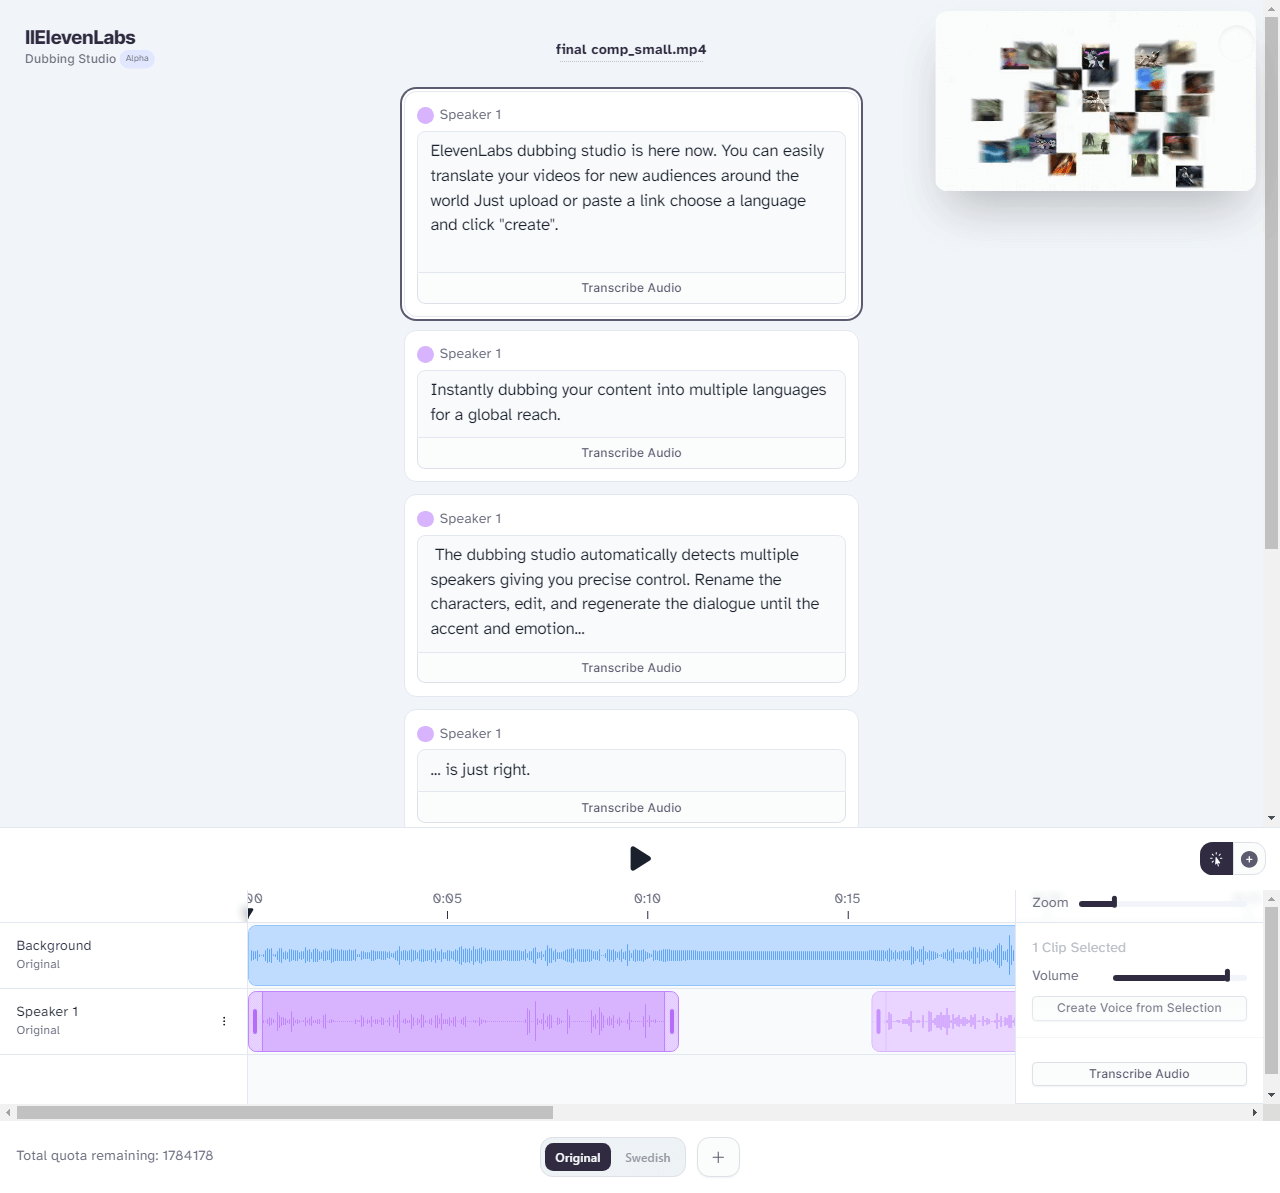 IIElevenLabs
Dubbing Studio Alpha
final comp_small.mp4
Speaker 1
ElevenLabs dubbing studio is here now. You can easily
translate your videos for new audiences around the
world Just upload or paste a link choose a language
and click "create".
Transcribe Audio
Speaker 1
Instantly dubbing your content into multiple languages
for a global reach.
Transcribe Audio
Speaker 1
The dubbing studio automatically detects multiple
speakers giving you precise control. Rename the
characters, edit, and regenerate the dialogue until the
accent and emotion...
Transcribe Audio
Speaker 1
... is just right.
Transcribe Audio
00 0:05 0:10 0:15
Zoom
Background
Original
1 Clip Selected
Volume
Create Voice from Selection
Speaker 1
Original
Transcribe Audio
Total quota remaining: 1784178
Original Swedish